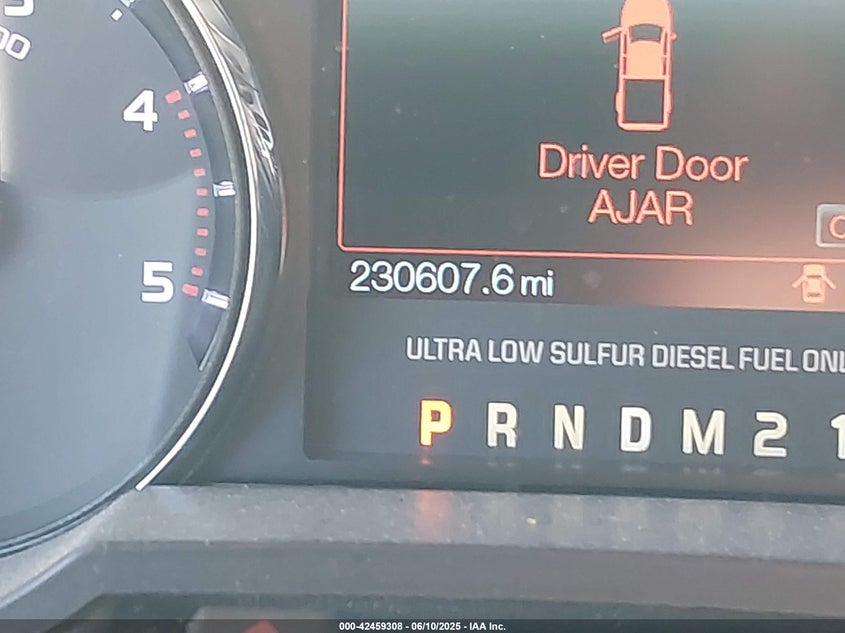 4
5
Driver Door
AJAR
230607.6 mi
ULTRA LOW SULFUR DIESEL FUEL
P R N D M 2 1
000-42459308 - 06/10/2025 - IAA Inc.